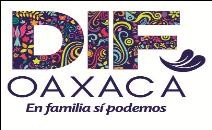 DIF
OAXACA
En familia sí podemos